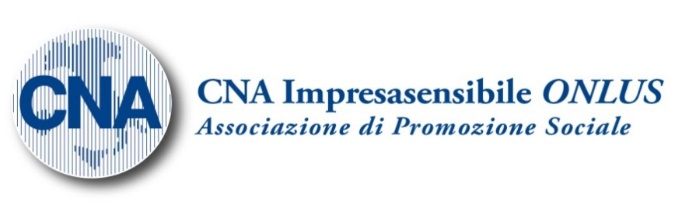 CNA
CNA Impresasensibile ONLUS
Associazione di Promozione Sociale